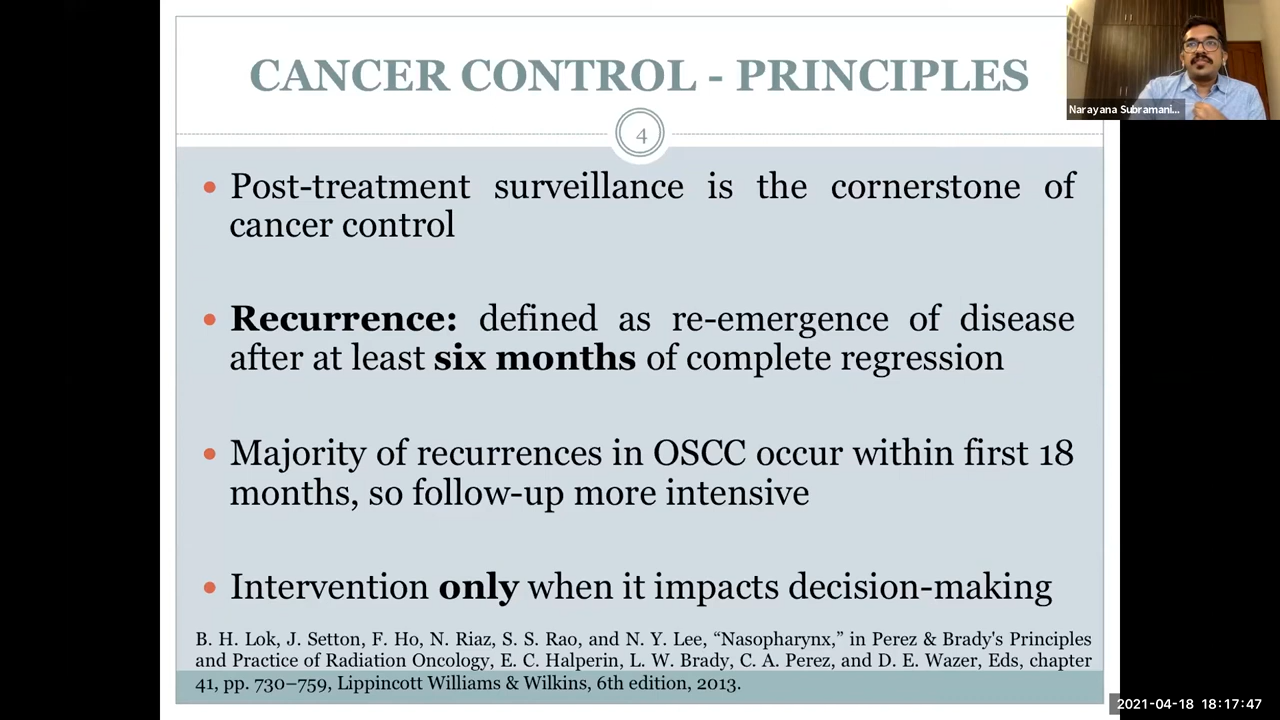 CANCER CONTROL - PRINCIPLES
Narayana Subramani...
4
• Post-treatment surveillance is the cornerstone of
cancer control
• Recurrence: defined as re-emergence of disease
after at least six months of complete regression
• Majority of recurrences in OSCC occur within first 18
months, so follow-up more intensive
• Intervention only when it impacts decision-making
B. H. Lok, J. Setton, F. Ho, N. Riaz, S. S. Rao, and N. Y. Lee, “Nasopharynx,” in Perez & Brady's Principles
and Practice of Radiation Oncology, E. C. Halperin, L. W. Brady, C. A. Perez, and D. E. Wazer, Eds, chapter
41, pp. 730–759, Lippincott Williams & Wilkins, 6th edition, 2013.
2021-04-18 18:17:47